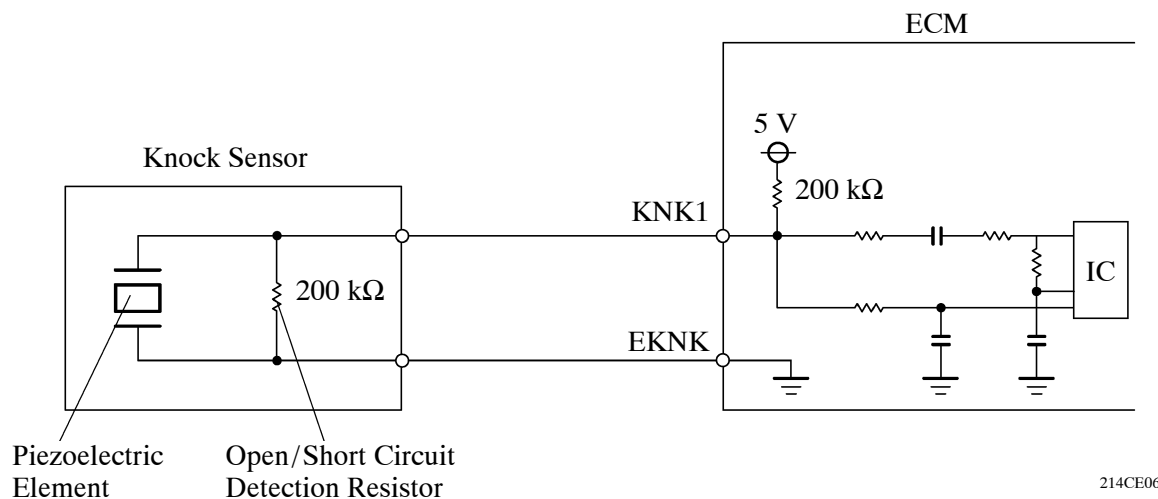 ECM
5 V
Knock Sensor
200 kΩ
KNK1
IC
200 kΩ
EKNK
Piezoelectric
Element
Open/Short Circuit
Detection Resistor
214CE06